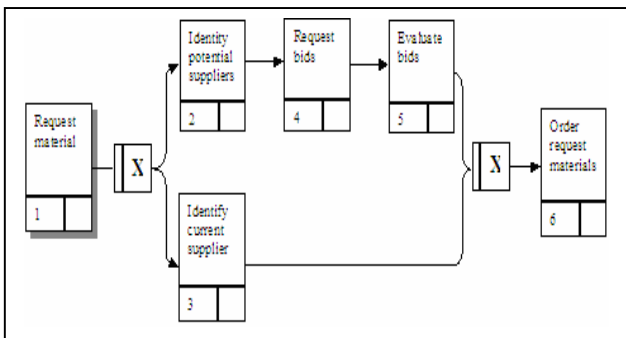 Request
material
1
X
Identity
potential
suppliers
2
Request
bids
4
Evaluate
bids
5
Identify
current
supplier
3
X
Order
request
materials
6